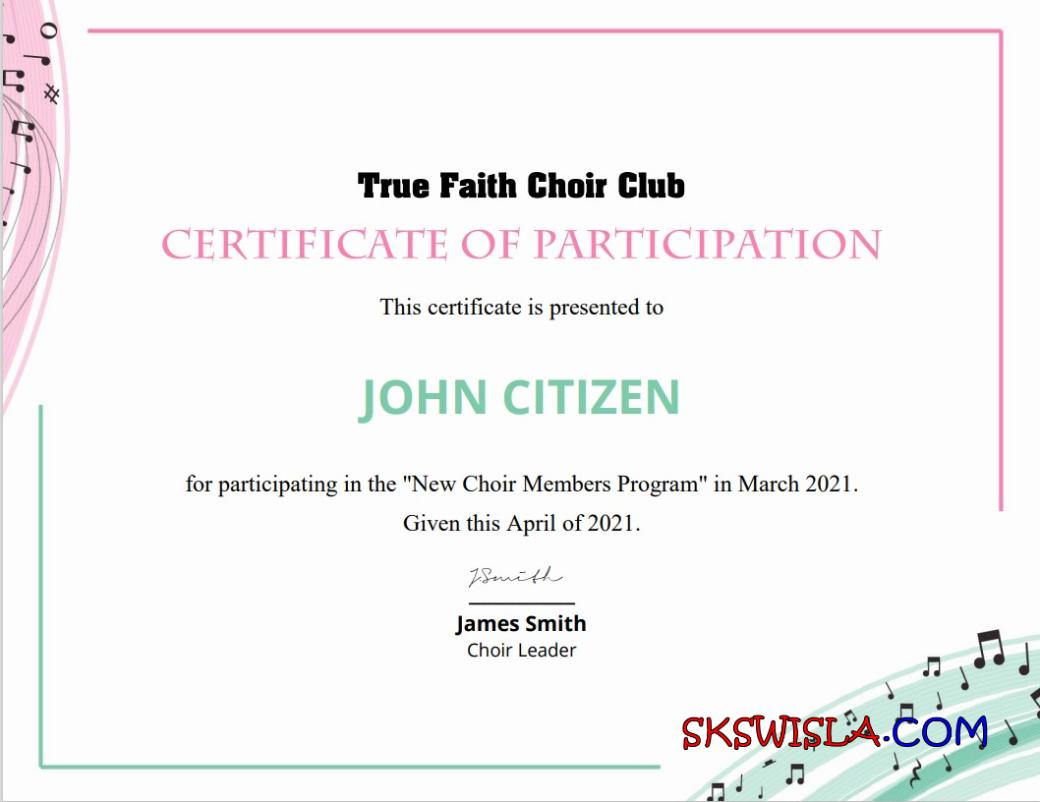 True Faith Choir Club
CERTIFICATE OF PARTICIPATION
This certificate is presented to
JOHN CITIZEN
for participating in the "New Choir Members Program" in March 2021.
Given this April of 2021.
JSmith
James Smith
Choir Leader
SKSWISLA.COM